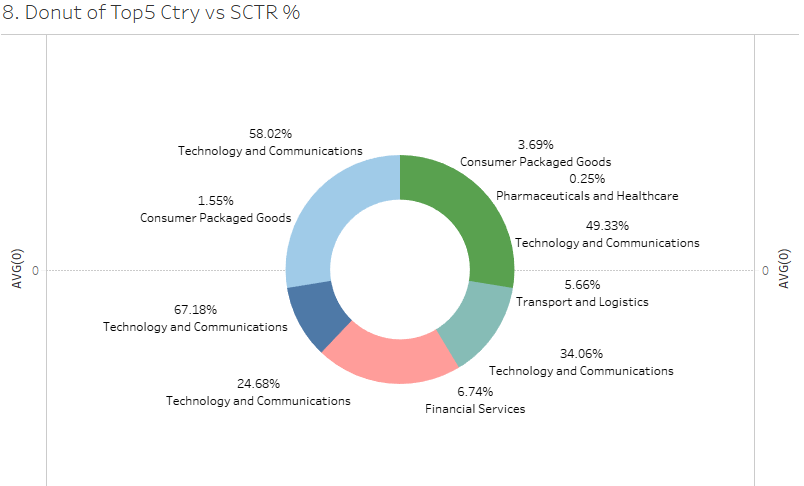 8. Donut of Top5 Ctry vs SCTR %
58.02%
Technology and Communications
3.69%
Consumer Packaged Goods
0.25%
Pharmaceuticals and Healthcare
1.55%
Consumer Packaged Goods
49.33%
Technology and Communications
AVG(0)
0
0
AVG(0)
5.66%
Transport and Logistics
67.18%
Technology and Communications
34.06%
Technology and Communications
24.68%
Technology and Communications
6.74%
Financial Services